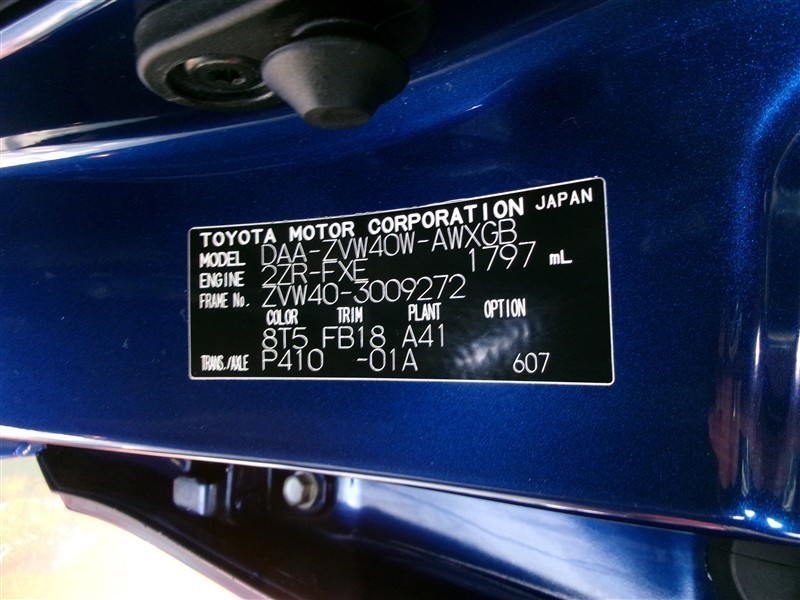 TOYOTA MOTOR CORPORATION JAPAN
MODEL DAA-ZVW40W-AWXGB
ENGINE 2ZR-FXE 1797 mL
FRAME No. ZVW40-3009272
COLOR TRIM PLANT OPTION
8T5 FB18 A41
TRANS./AXLE P410 -01A 607